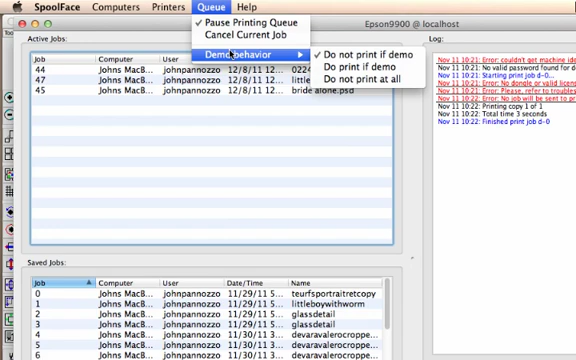 SpoolFace Computers Printers Queue Help
✓ Pause Printing Queue
Cancel Current Job
Demo behavior
✓ Do not print if demo
Do print if demo
Do not print at all
Epson9900 @ localhost
Active Jobs:
Job Computer
44 Johns MacB... johnpannozzo 12/8/11 12... 0224
47 Johns MacB... johnpannozzo 12/8/11 5... little
45 Johns MacB... johnpannozzo 12/8/11 5... bride alone.psd
Log:
Nov 11 10:21: Error: couldn't get machine ide
Nov 11 10:21: No valid password found for d
Nov 11 10:21: Starting print job d-0...
Nov 11 10:21: Error: No dongle or valid licens
Nov 11 10:21: Error: Please, refer to troubles
Nov 11 10:22: Error: No job will be sent to pr
Nov 11 10:22: Printing copy 1 of 1
Nov 11 10:22: Total time 3 seconds
Nov 11 10:22: Finished print job d-0
Saved Jobs:
Job Computer User Date/Time Name
0 Johns MacB... johnpannozzo 11/29/11 5... teurfsportraitretcopy
1 Johns MacB... johnpannozzo 11/29/11 5... littleboywithworm
2 Johns MacB... johnpannozzo 11/29/11 5... glassdetail
3 Johns MacB... johnpannozzo 11/29/11 5... glassdetail
4 Johns MacB... johnpannozzo 11/30/11 3... devaravalerocroppe...
5 Johns MacB... johnpannozzo 11/30/11 3... devaravalerocroppe...
6 Johns MacB... johnpannozzo 11/30/11 3... devaravalerocroppe...